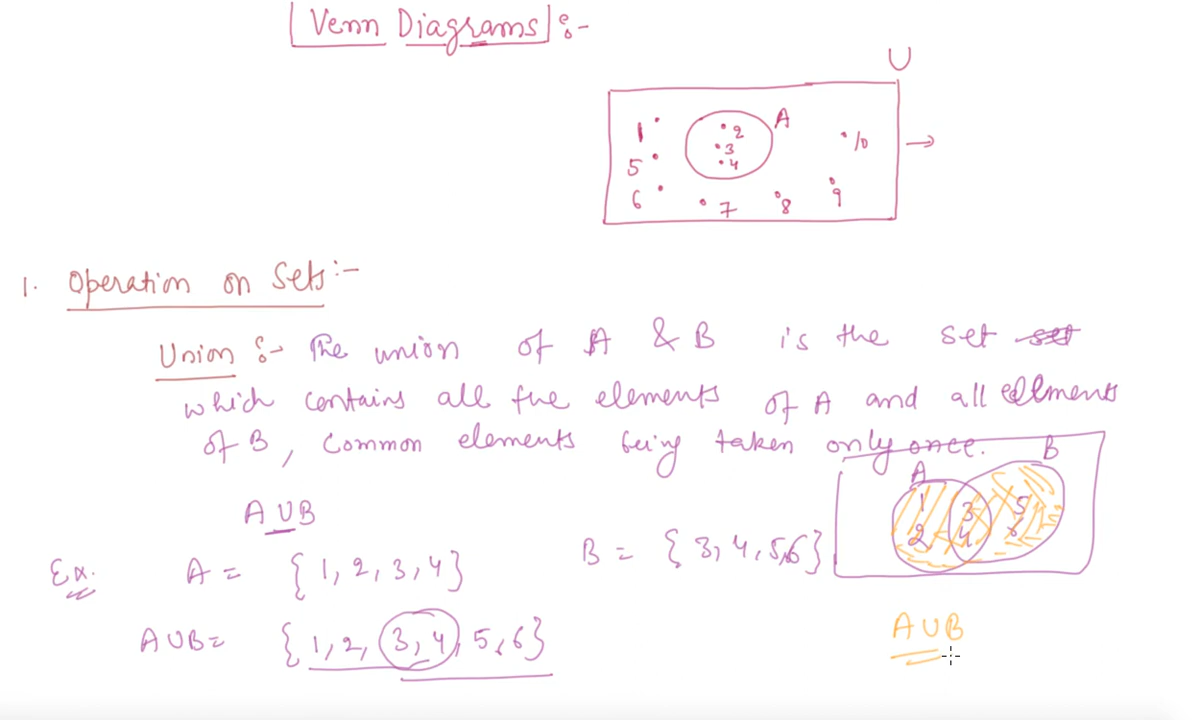 Venn Diagrams :-
U
A
1 2 10
3
5 4
6 7 8 9
1. Operation on Sets :-
Union :- The union of A & B is the set set
which contains all the elements of A and all ellments
of B, common elements being taken only once.
A B
1 3 5
2 4 6
A U B
Ex. A = {1, 2, 3, 4} B = {3, 4, 5, 6}
A U B = {1, 2, 3, 4, 5, 6}
A U B